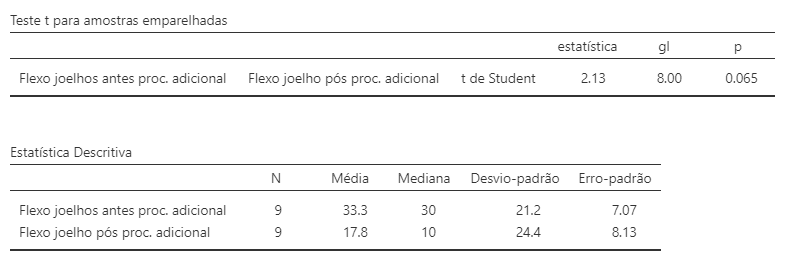 Teste t para amostras emparelhadas
estatística gl p
Flexo joelhos antes proc. adicional Flexo joelho pós proc. adicional t de Student 2.13 8.00 0.065
Estatística Descritiva
N Média Mediana Desvio-padrão Erro-padrão
Flexo joelhos antes proc. adicional 9 33.3 30 21.2 7.07
Flexo joelho pós proc. adicional 9 17.8 10 24.4 8.13